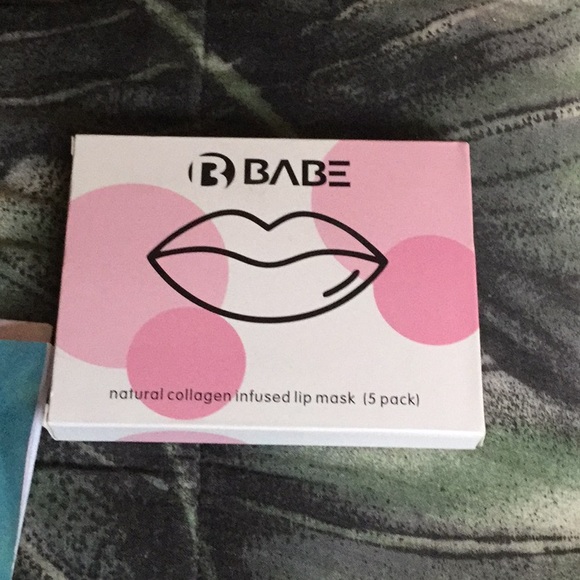 B BABE
natural collagen infused lip mask (5 pack)